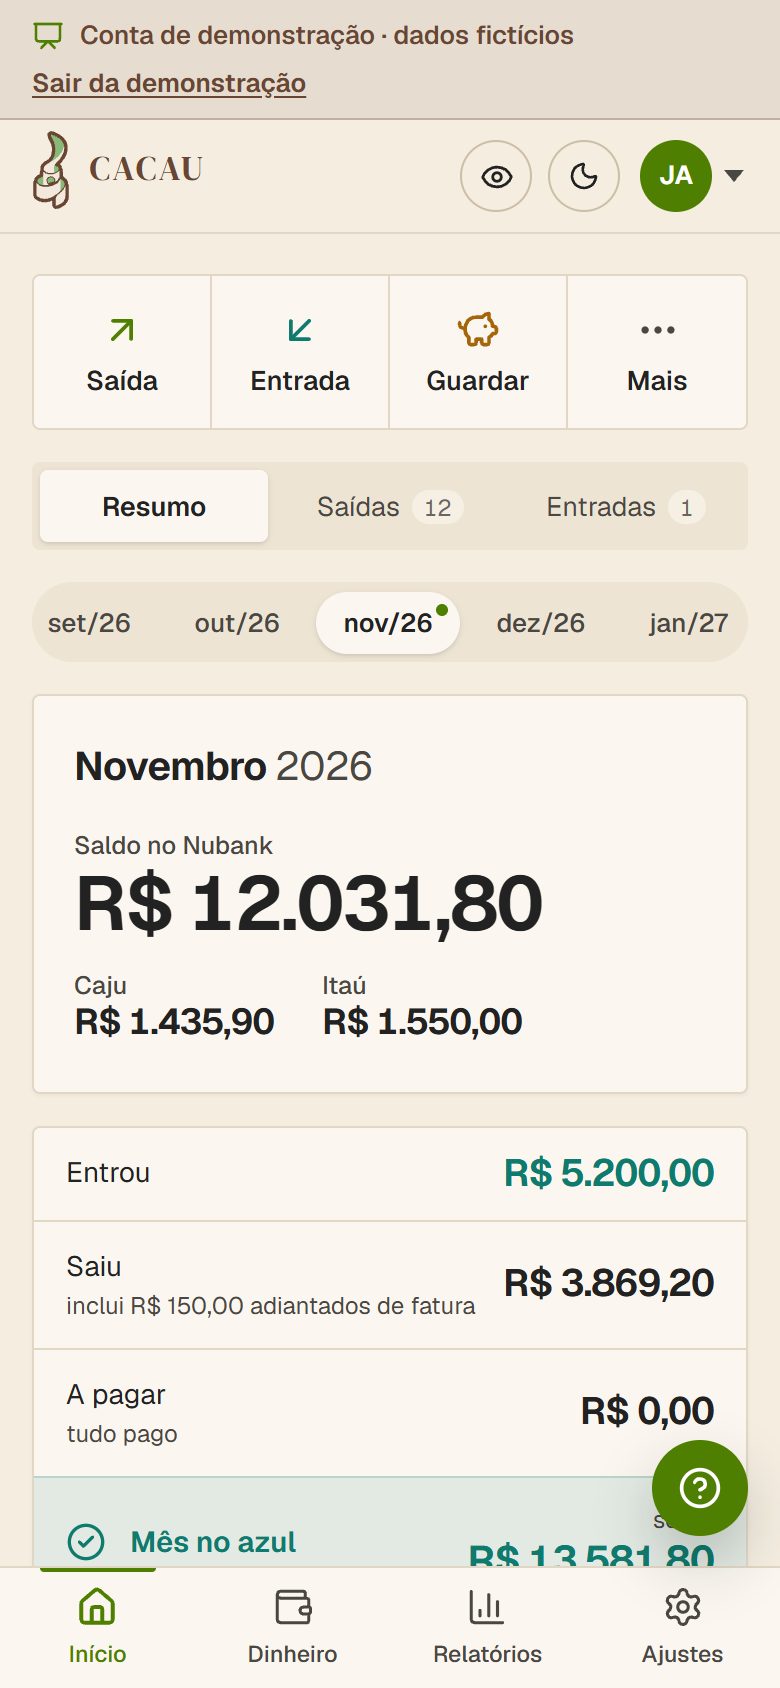 Conta de demonstração · dados fictícios
Sair da demonstração
CACAU
JA
Saída
Entrada
Guardar
Mais
Resumo
Saídas 12
Entradas 1
set/26
out/26
nov/26
dez/26
jan/27
Novembro 2026
Saldo no Nubank
R$ 12.031,80
Caju
R$ 1.435,90
Itaú
R$ 1.550,00
Entrou
R$ 5.200,00
Saiu
inclui R$ 150,00 adiantados de fatura
R$ 3.869,20
A pagar
tudo pago
R$ 0,00
Mês no azul
R$ 13.581,80
Início
Dinheiro
Relatórios
Ajustes